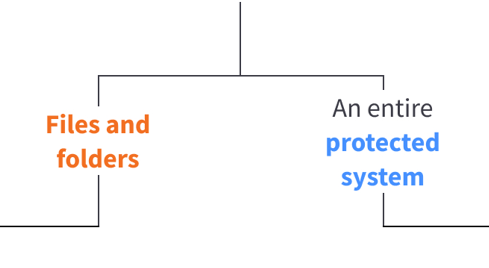 Files and
folders
An entire
protected
system